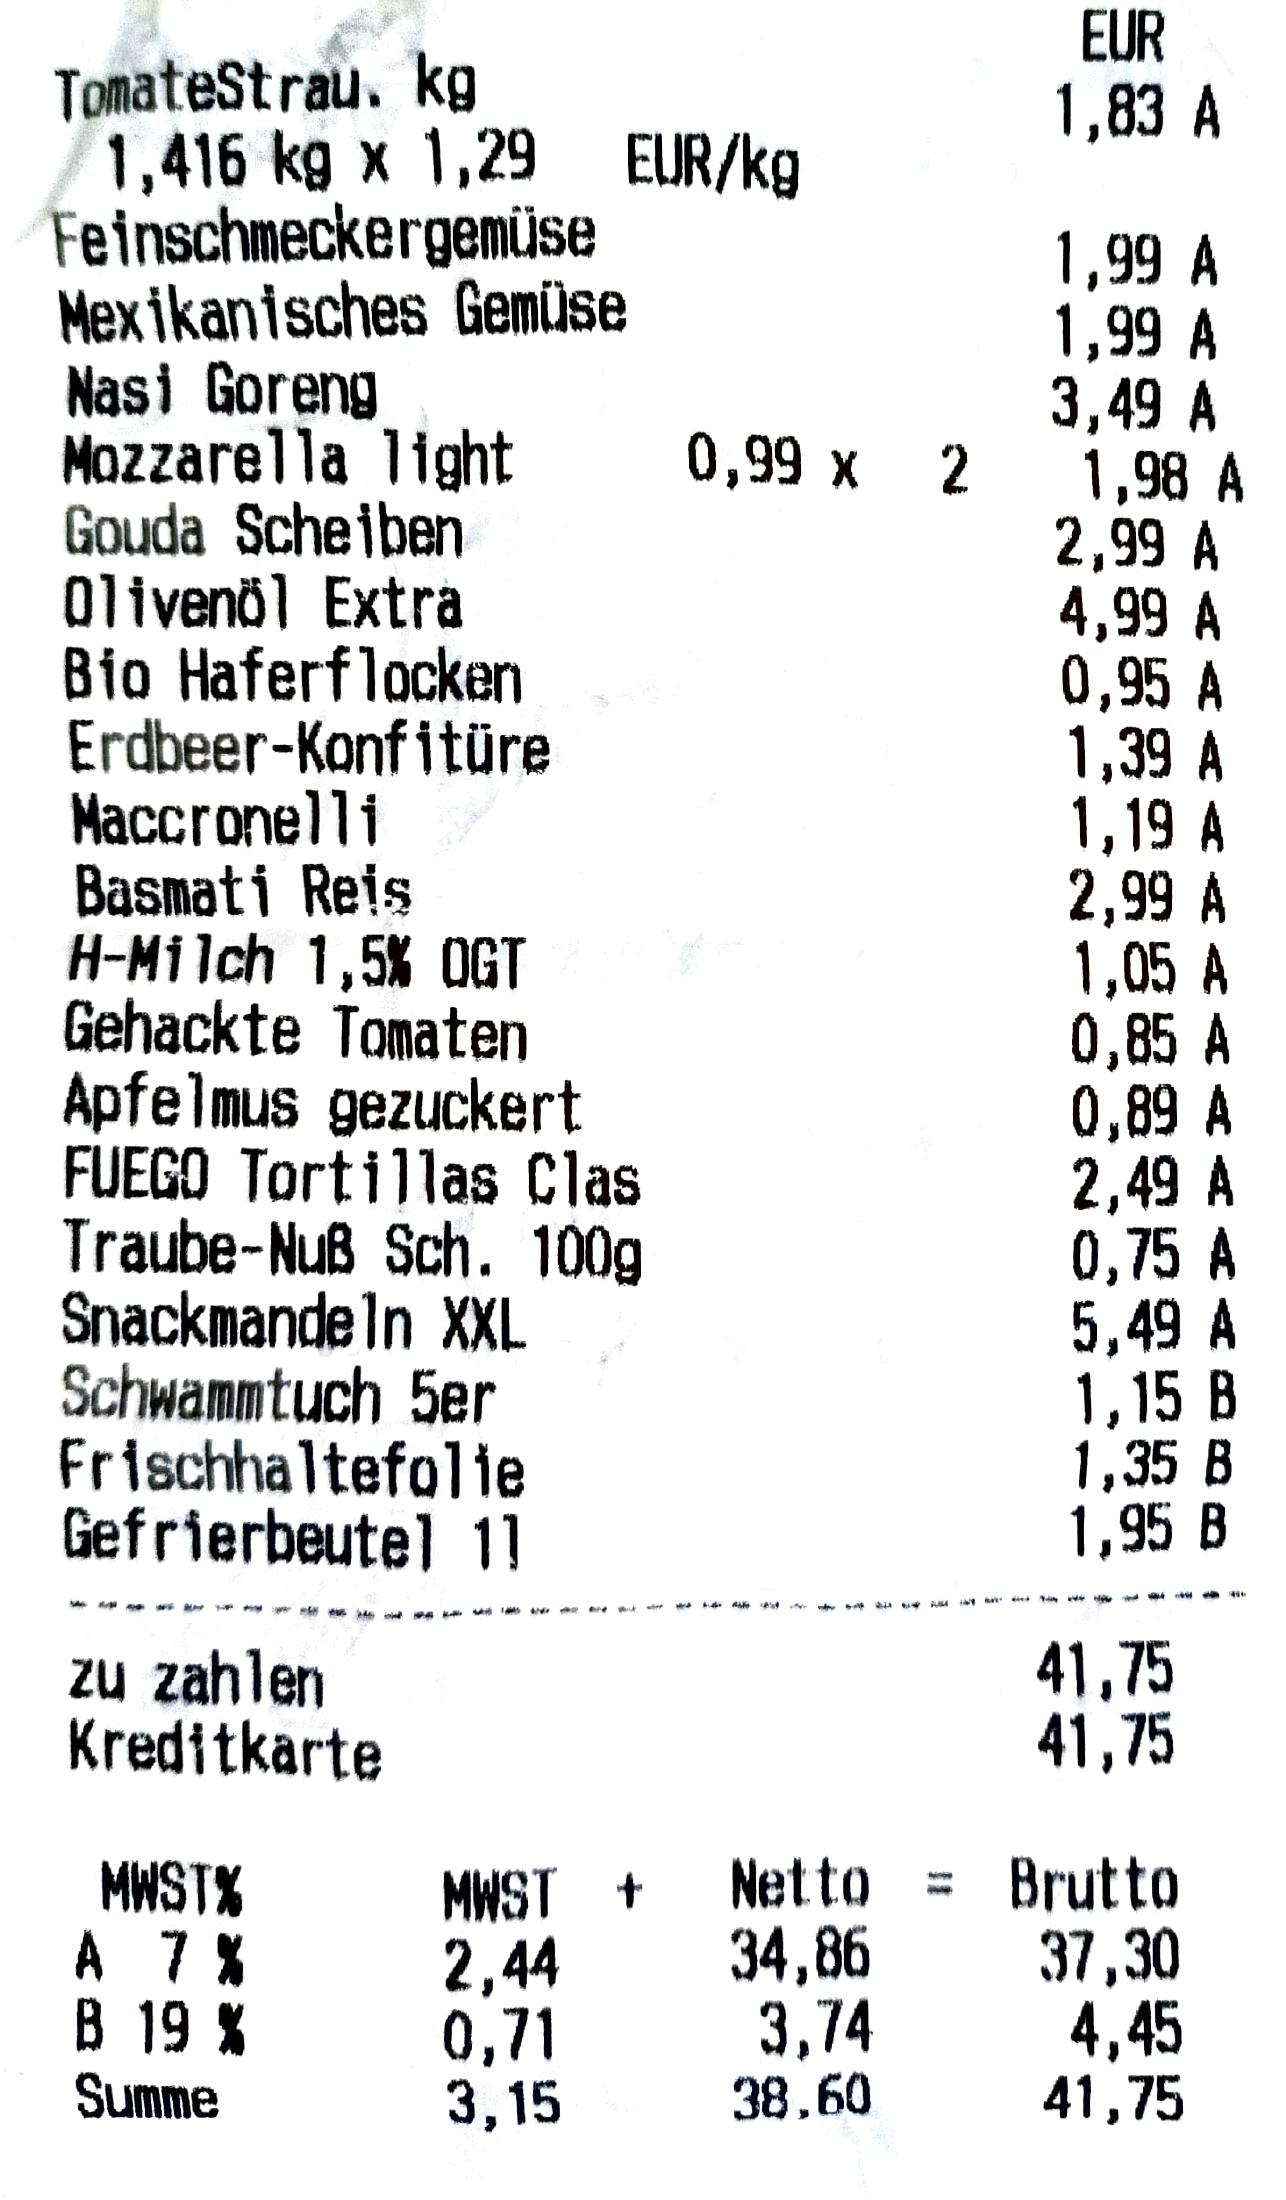 EUR
TomateStrau. kg 1,83 A
1,416 kg x 1,29 EUR/kg
Feinschmeckergemüse 1,99 A
Mexikanisches Gemüse 1,99 A
Nasi Goreng 3,49 A
Mozzarella light 0,99 x 2 1,98 A
Gouda Scheiben 2,99 A
Olivenöl Extra 4,99 A
Bio Haferflocken 0,95 A
Erdbeer-Konfitüre 1,39 A
Maccronelli 1,19 A
Basmati Reis 2,99 A
H-Milch 1,5% OGT 1,05 A
Gehackte Tomaten 0,85 A
Apfelmus gezuckert 0,89 A
FUEGO Tortillas Clas 2,49 A
Traube-Nuß Sch. 100g 0,75 A
Snackmandeln XXL 5,49 A
Schwammtuch 5er 1,15 B
Frischhaltefolie 1,35 B
Gefrierbeutel 1l 1,95 B
zu zahlen 41,75
Kreditkarte 41,75
MWST% MWST + Netto = Brutto
A 7 % 2,44 34,86 37,30
B 19 % 0,71 3,74 4,45
Summe 3,15 38.60 41,75